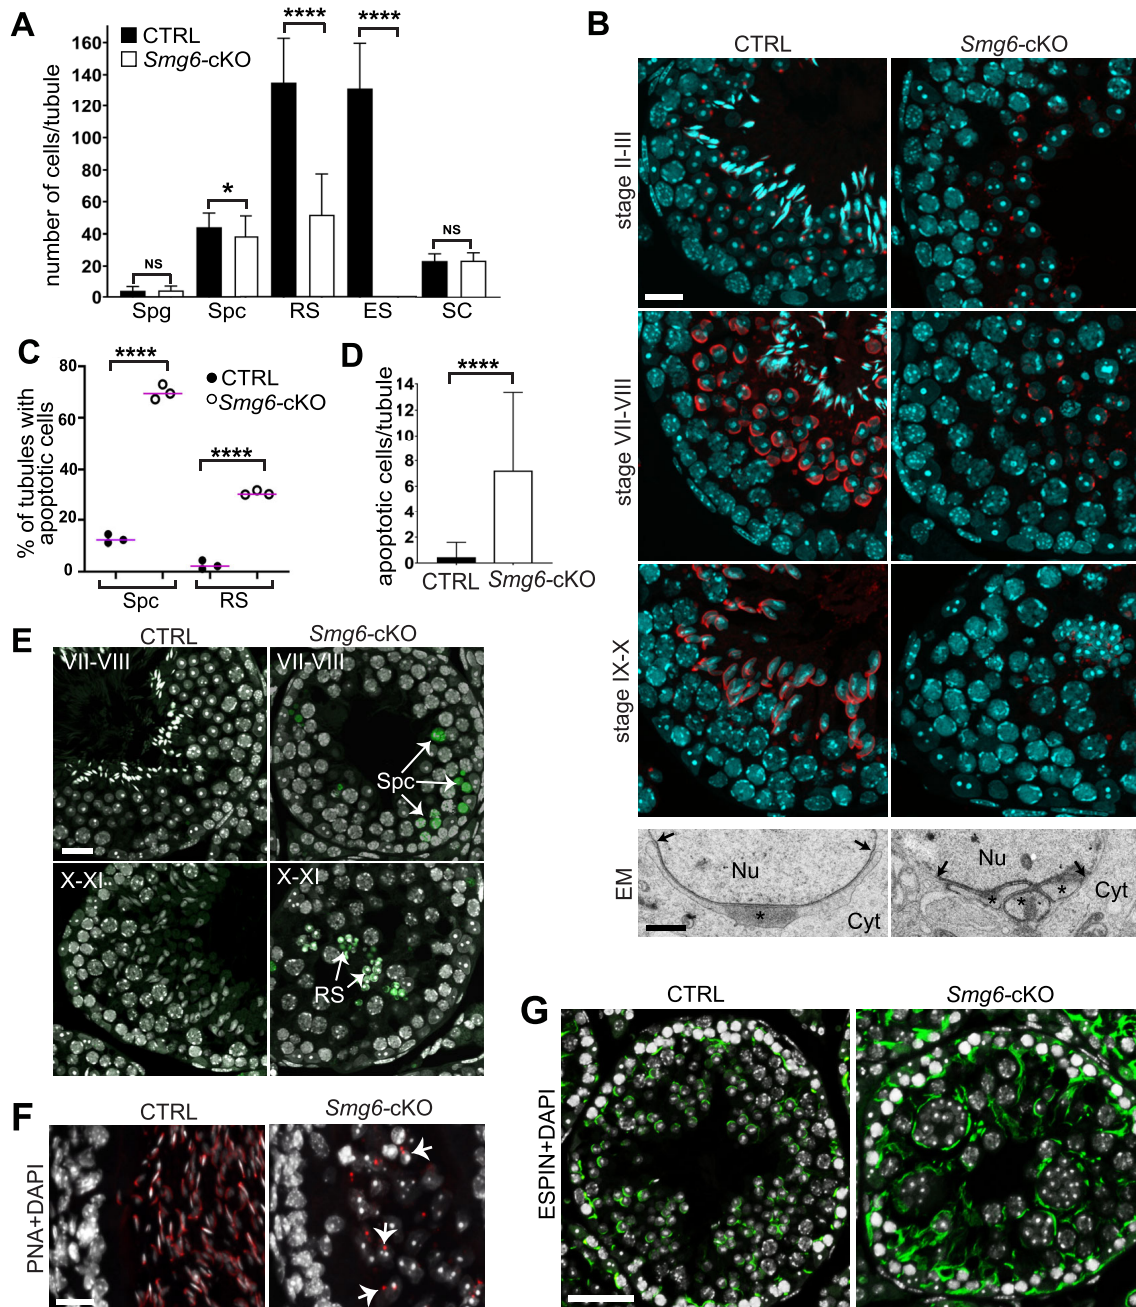 A
CTRL
Smg6-cKO
number of cells/tubule
160
140
120
100
80
60
40
20
0
NS
*
****
****
NS
Spg
Spc
RS
ES
SC
B
CTRL
Smg6-cKO
stage II-III
stage VII-VIII
stage IX-X
EM
Nu
*
Cyt
Nu
*
*
*
Cyt
C
% of tubules with
apoptotic cells
80
60
40
20
0
****
****
CTRL
Smg6-cKO
Spc
RS
D
apoptotic cells/tubule
14
12
10
8
6
4
2
0
****
CTRL
Smg6-cKO
E
CTRL
Smg6-cKO
VII-VIII
VII-VIII
Spc
X-XI
X-XI
RS
F
CTRL
Smg6-cKO
PNA+DAPI
G
CTRL
Smg6-cKO
ESPIN+DAPI